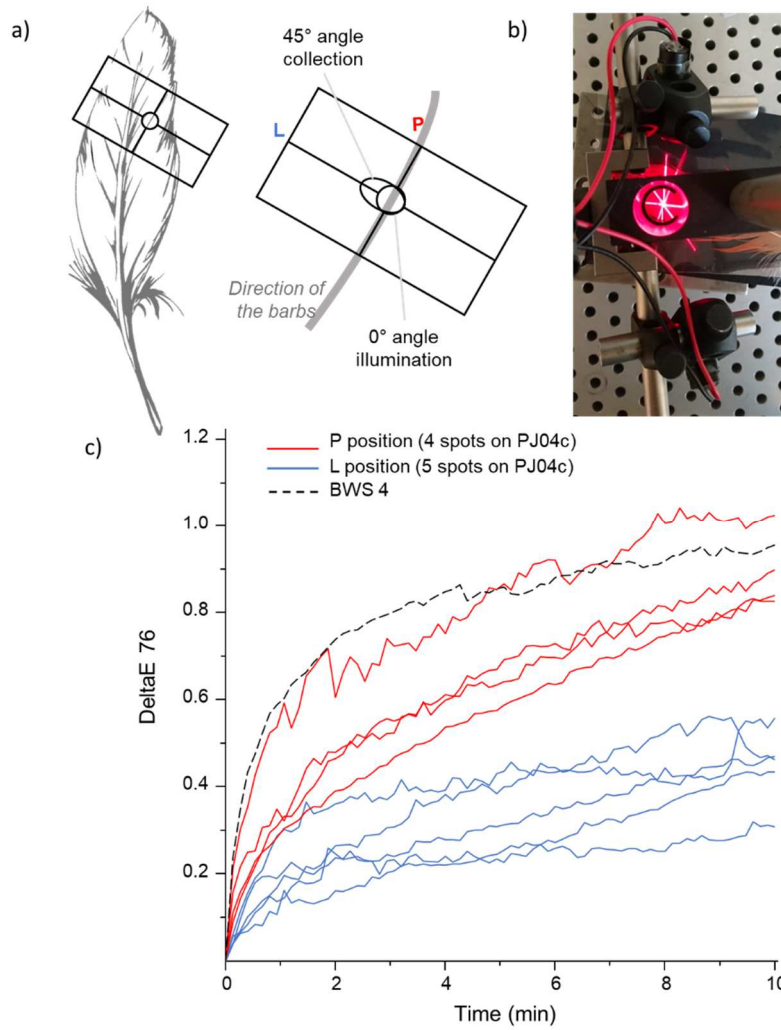 a)
45° angle
collection
b)
L
P
Direction of
the barbs
0° angle
illumination
c)
P position (4 spots on PJ04c)
L position (5 spots on PJ04c)
BWS 4
DeltaE 76
1.2
1.0
0.8
0.6
0.4
0.2
0
2
4
6
8
10
Time (min)